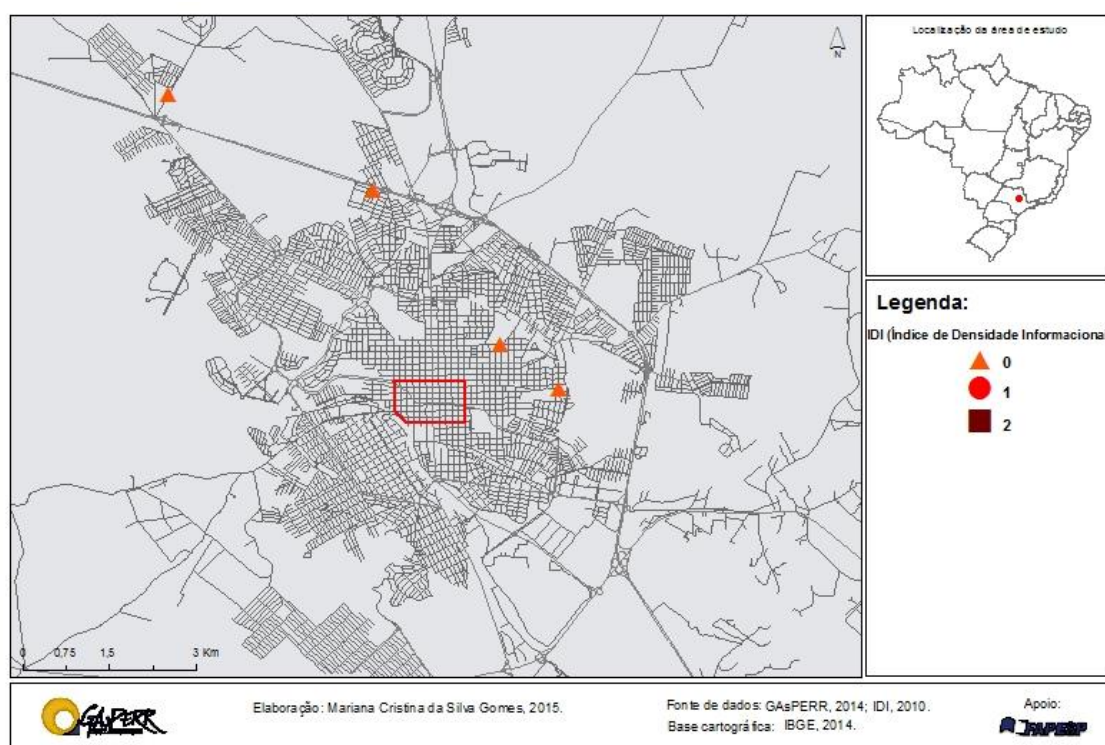 N
0 0,75 1,5 3 Km
Localização da área de estudo
Legenda:
IDI (Índice de Densidade Informacional
0
1
2
GAsPERR
Elaboração: Mariana Cristina da Silva Gomes, 2015.
Fonte de dados: GAsPERR, 2014; IDI, 2010.
Base cartográfica: IBGE, 2014.
Apoio:
FAPESP